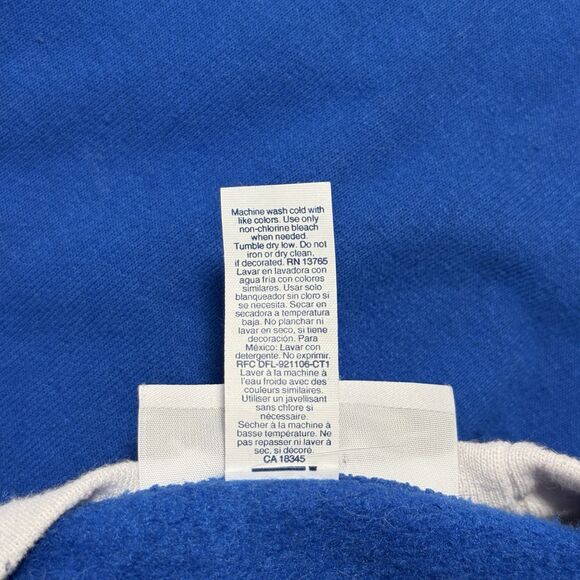 Machine wash cold with
like colors. Use only
non-chlorine bleach
when needed.
Tumble dry low. Do not
iron or dry clean,
if decorated. RN 13765
Lavar en lavadora con
agua fria con colores
similares. Usar solo
blanqueador sin cloro si
se necesita. Secar en
secadora a temperatura
baja. No planchar ni
lavar en seco, si tiene
decoración. Para
México: Lavar con
detergente. No exprimir.
RFC DFL-921106-CT1
Laver à la machine à
l'eau froide avec des
couleurs similaires.
Utiliser un javellisant
sans chlore si
nécessaire.
Sécher à la machine à
basse température. Ne
pas repasser ni laver à
sec, si décoré.
CA 18345